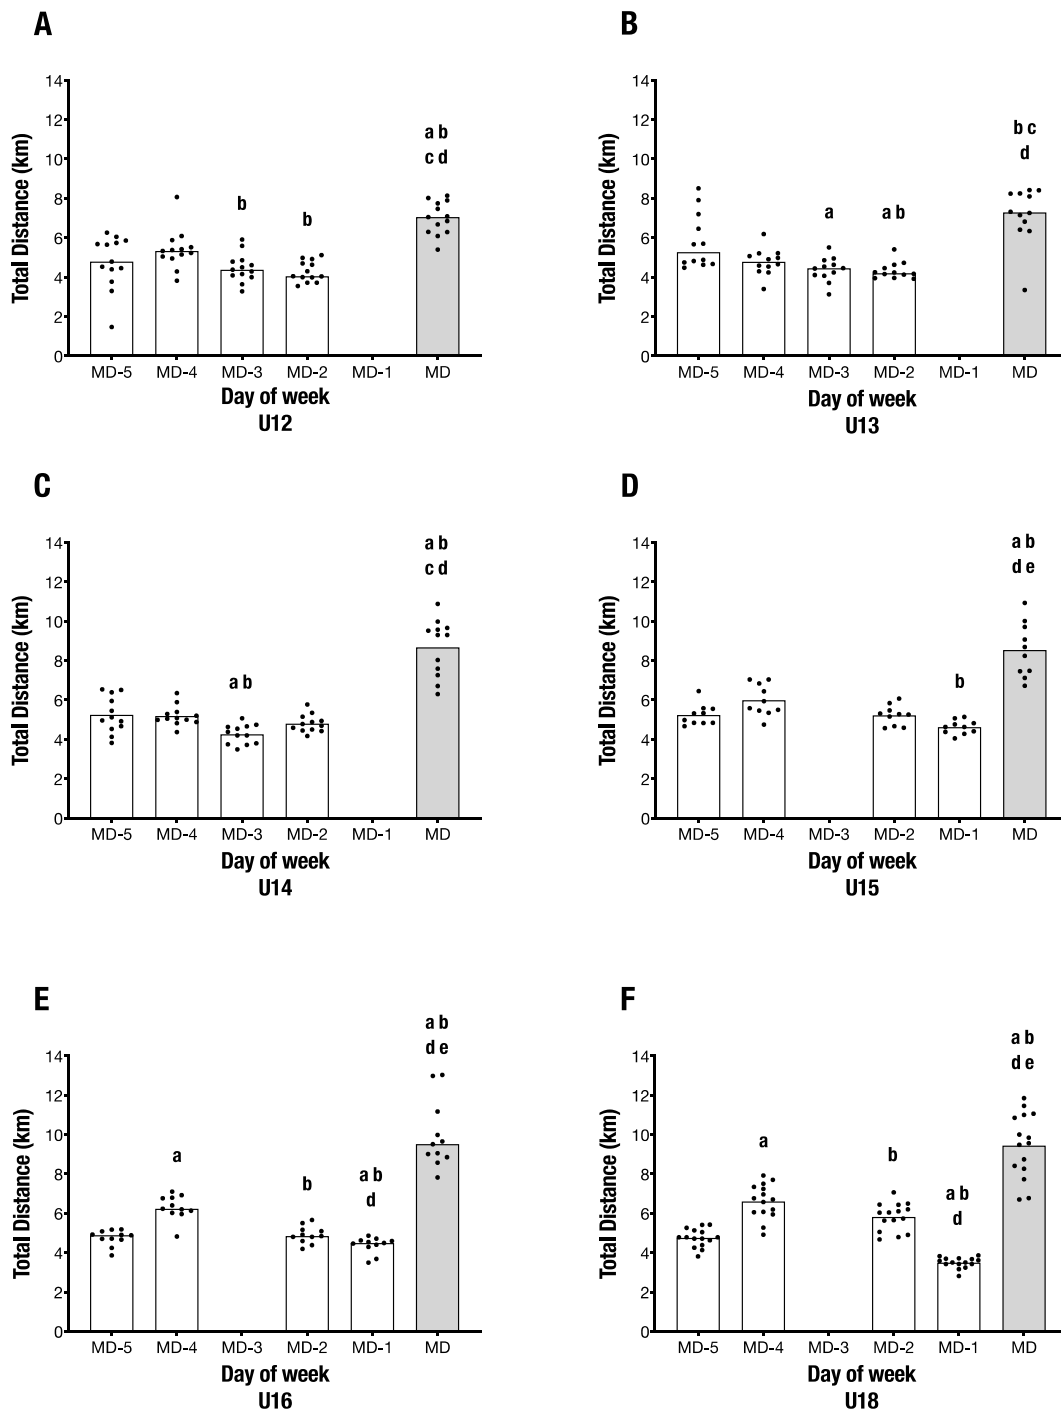 A
14
12
10
8
6
4
2
0
Total Distance (km)
b
b
a b
c d
MD-5 MD-4 MD-3 MD-2 MD-1 MD
Day of week
U12
B
14
12
10
8
6
4
2
0
Total Distance (km)
a
a b
b c
d
MD-5 MD-4 MD-3 MD-2 MD-1 MD
Day of week
U13
C
14
12
10
8
6
4
2
0
Total Distance (km)
a b
a b
c d
MD-5 MD-4 MD-3 MD-2 MD-1 MD
Day of week
U14
D
14
12
10
8
6
4
2
0
Total Distance (km)
b
a b
d e
MD-5 MD-4 MD-3 MD-2 MD-1 MD
Day of week
U15
E
14
12
10
8
6
4
2
0
Total Distance (km)
a
b
a b
d
a b
d e
MD-5 MD-4 MD-3 MD-2 MD-1 MD
Day of week
U16
F
14
12
10
8
6
4
2
0
Total Distance (km)
a
b
a b
d
a b
d e
MD-5 MD-4 MD-3 MD-2 MD-1 MD
Day of week
U18